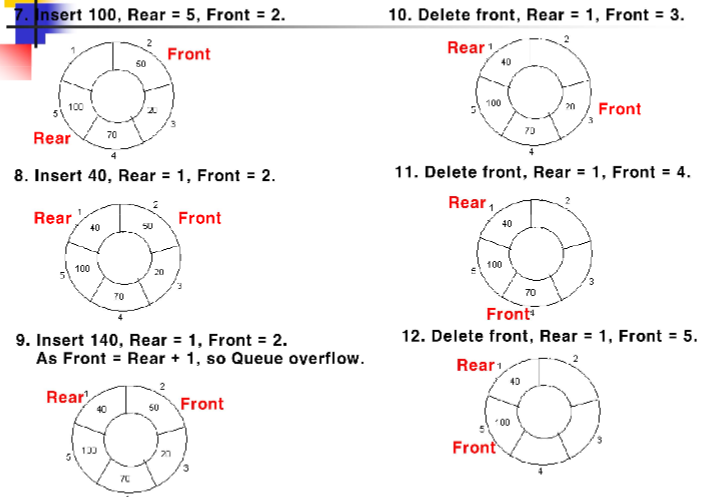 7. Insert 100, Rear = 5, Front = 2.
1
2
50
Front
100
20
5
3
Rear
70
4
8. Insert 40, Rear = 1, Front = 2.
Rear
1
2
Front
40
50
100
20
5
3
70
4
9. Insert 140, Rear = 1, Front = 2.
As Front = Rear + 1, so Queue overflow.
Rear
1
2
Front
40
50
100
20
5
3
70
10. Delete front, Rear = 1, Front = 3.
Rear
1
2
40
100
20
Front
5
3
70
4
11. Delete front, Rear = 1, Front = 4.
Rear
1
2
40
100
5
3
70
Front
4
12. Delete front, Rear = 1, Front = 5.
Rear
1
2
40
100
5
3
Front
4